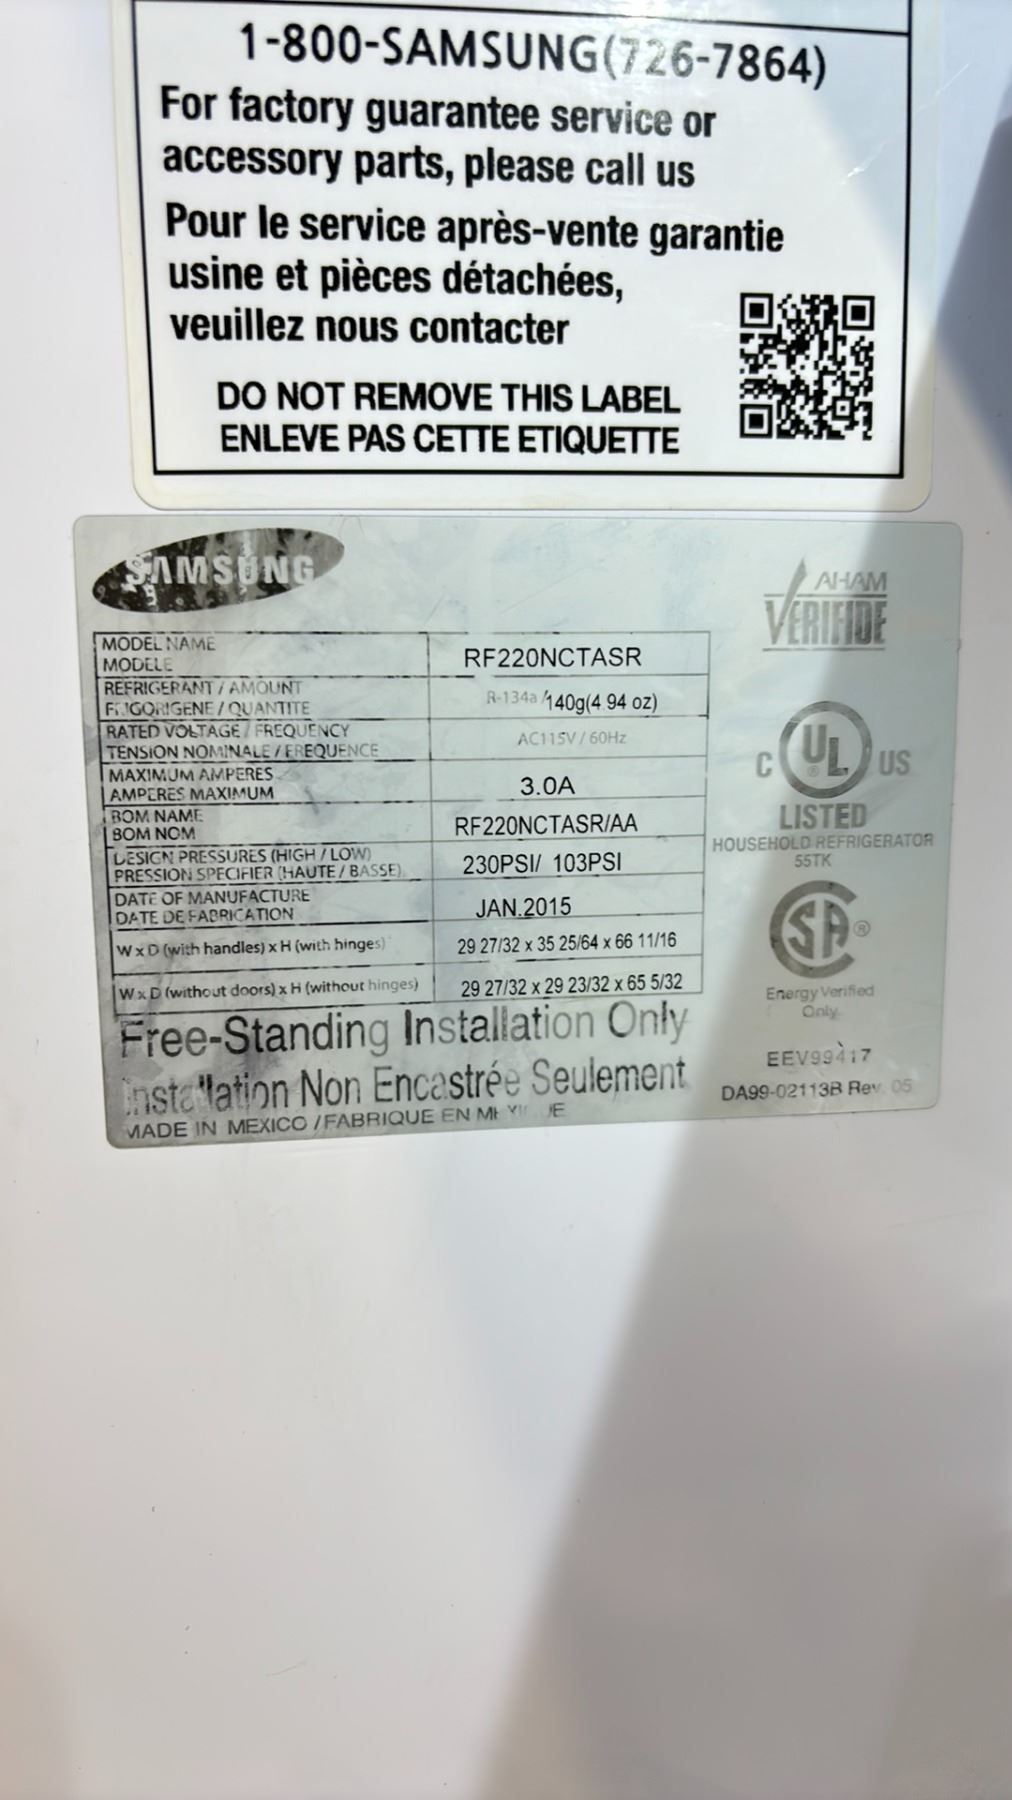 1-800-SAMSUNG(726-7864)
For factory guarantee service or
accessory parts, please call us
Pour le service après-vente garantie
usine et pièces détachées,
veuillez nous contacter
DO NOT REMOVE THIS LABEL
ENLEVE PAS CETTE ETIQUETTE
SAMSUNG
AHAM
VERIFIDE
MODEL NAME
MODELE
RF220NCTASR
REFRIGERANT / AMOUNT
FRIGORIGENE / QUANTITE
R-134a / 140g(4.94 oz)
RATED VOLTAGE / FREQUENCY
TENSION NOMINALE / FREQUENCE
AC115V / 60Hz
MAXIMUM AMPERES
AMPERES MAXIMUM
3.0A
BOM NAME
BOM NOM
RF220NCTASR/AA
DESIGN PRESSURES (HIGH / LOW)
PRESSION SPECIFIER (HAUTE / BASSE)
230PSI/ 103PSI
DATE OF MANUFACTURE
DATE DE FABRICATION
JAN.2015
W x D (with handles) x H (with hinges)
29 27/32 x 35 25/64 x 66 11/16
W x D (without doors) x H (without hinges)
29 27/32 x 29 23/32 x 65 5/32
C UL ® US
LISTED
HOUSEHOLD REFRIGERATOR
55TK
SA ®
Energy Verified
Only
EEV99417
DA99-02113B Rev. 05
Free-Standing Installation Only
Installation Non Encastrée Seulement
MADE IN MEXICO / FABRIQUE EN MEXIQUE